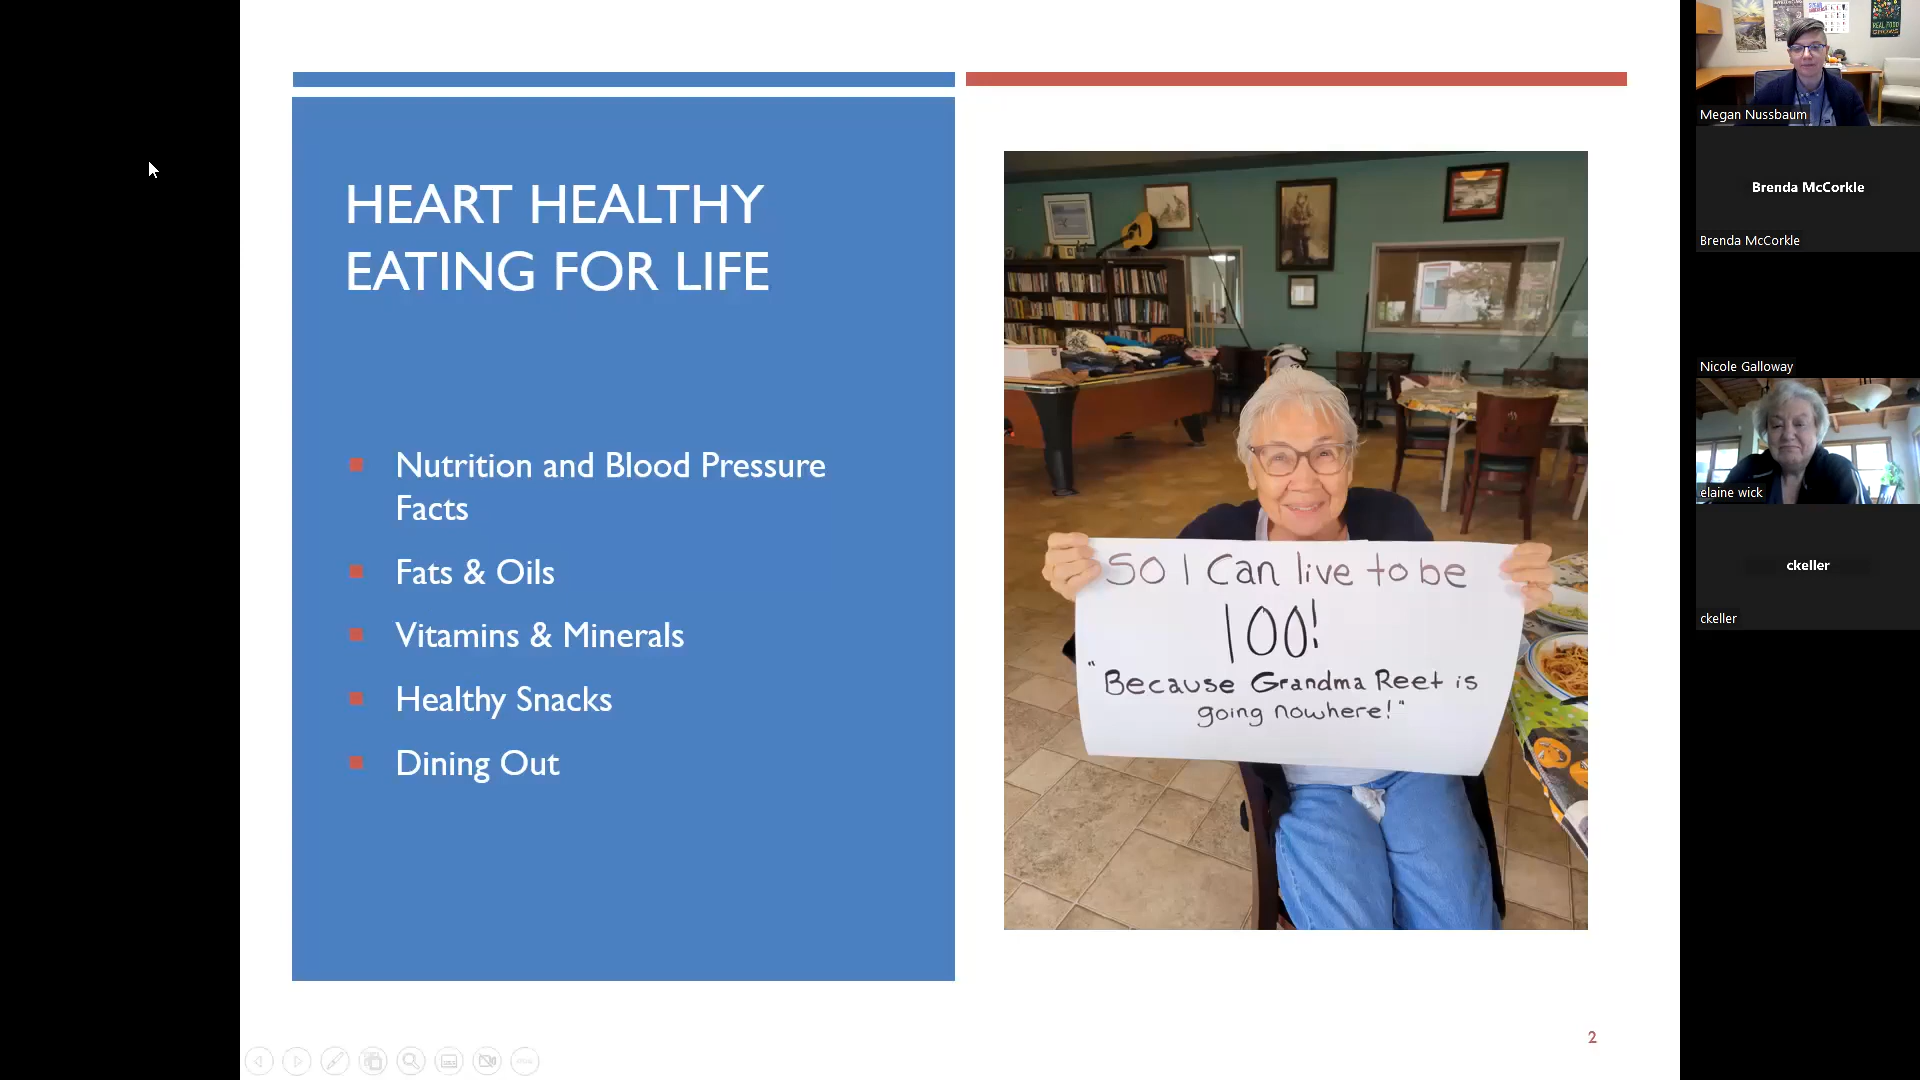 HEART HEALTHY
EATING FOR LIFE
Nutrition and Blood Pressure
Facts
Fats & Oils
Vitamins & Minerals
Healthy Snacks
Dining Out
SO I Can live to be
100!
"Because Grandma Reet is
going nowhere!"
2
Megan Nussbaum
Brenda McCorkle
Brenda McCorkle
Nicole Galloway
elaine wick
ckeller
ckeller